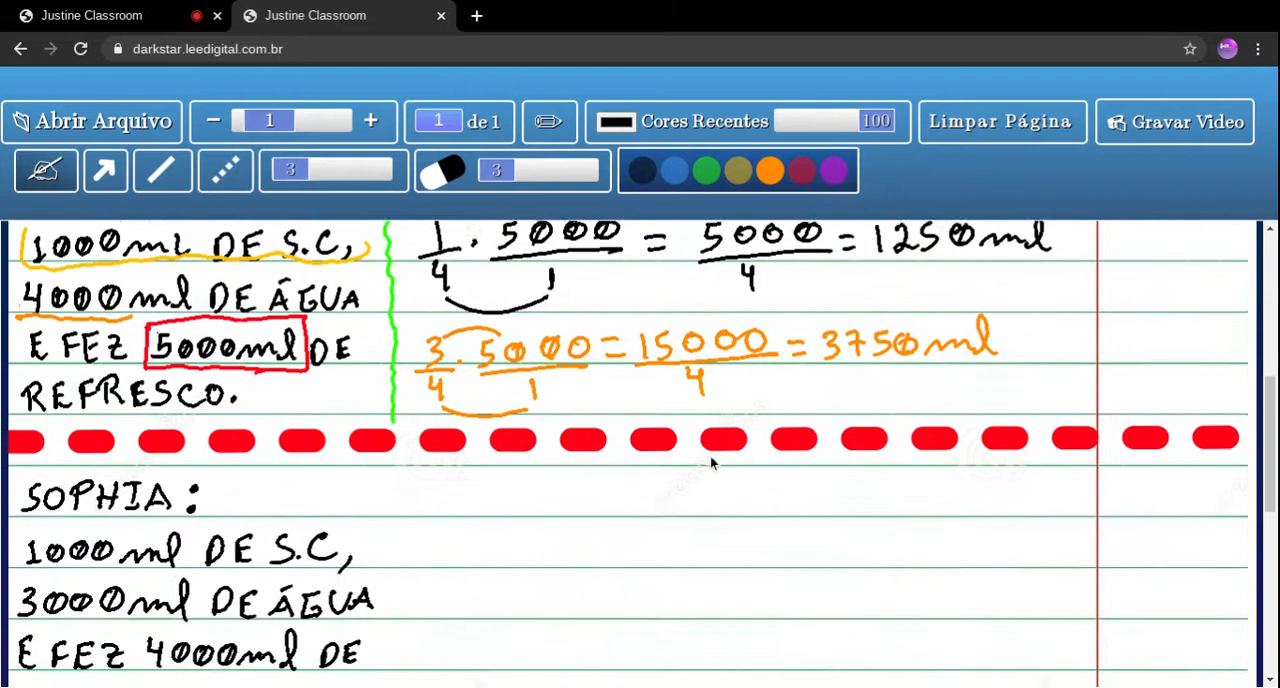 Justine Classroom
Justine Classroom
darkstar.leedigital.com.br
Abrir Arquivo
1
1 de 1
Cores Recentes
100
Limpar Página
Gravar Video
3
3
1000ml DE S.C,
4000ml DE ÁGUA
E FEZ 5000ml DE
REFRESCO.
1/4 . 5000/1 = 5000/4 = 1250ml
3/4 . 5000/1 = 15000/4 = 3750ml
SOPHIA:
1000ml DE S.C,
3000ml DE ÁGUA
E FEZ 4000ml DE